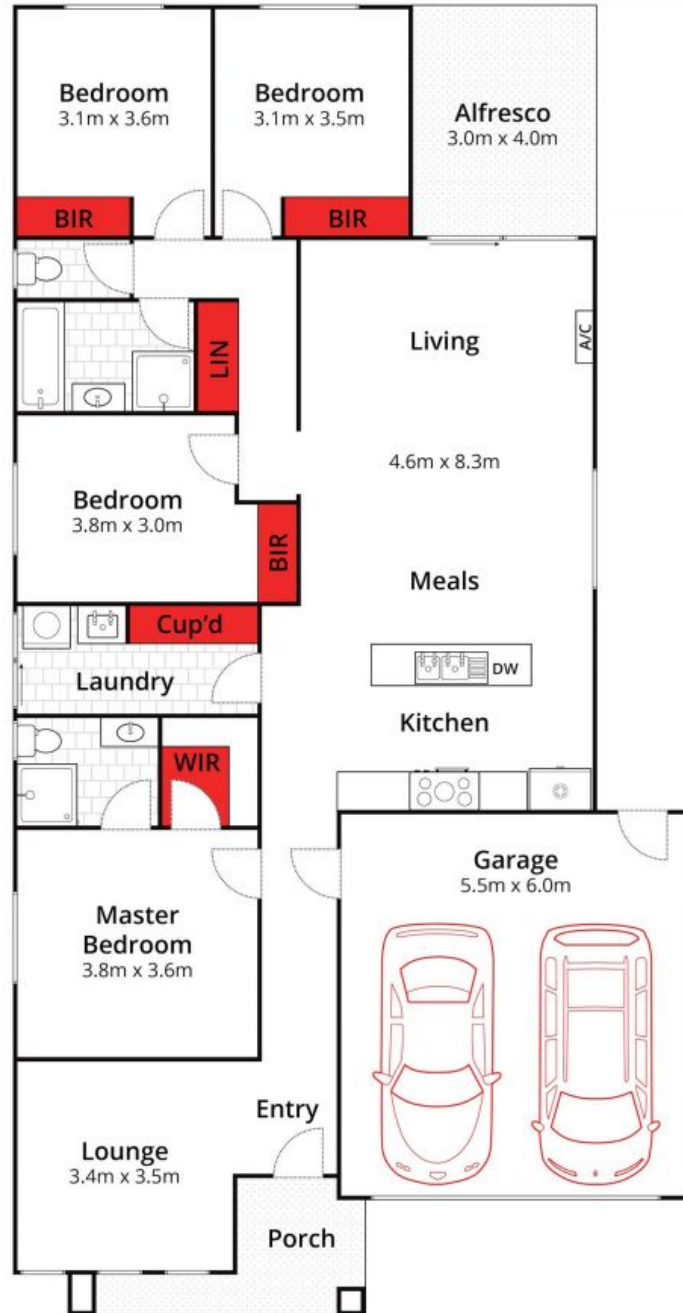 Bedroom
3.1m x 3.6m
Bedroom
3.1m x 3.5m
Alfresco
3.0m x 4.0m
BIR
BIR
LIN
Living
A/C
4.6m x 8.3m
Bedroom
3.8m x 3.0m
BIR
Meals
Cup'd
Laundry
DW
Kitchen
WIR
Garage
5.5m x 6.0m
Master
Bedroom
3.8m x 3.6m
Entry
Lounge
3.4m x 3.5m
Porch